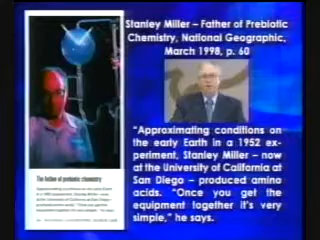 Stanley Miller – Father of Prebiotic
Chemistry, National Geographic,
March 1998, p. 60
The father of prebiotic chemistry
"Approximating conditions on
the early Earth in a 1952 ex-
periment, Stanley Miller – now
at the University of California at
San Diego – produced amino
acids. "Once you get the
equipment together it's very
simple," he says.